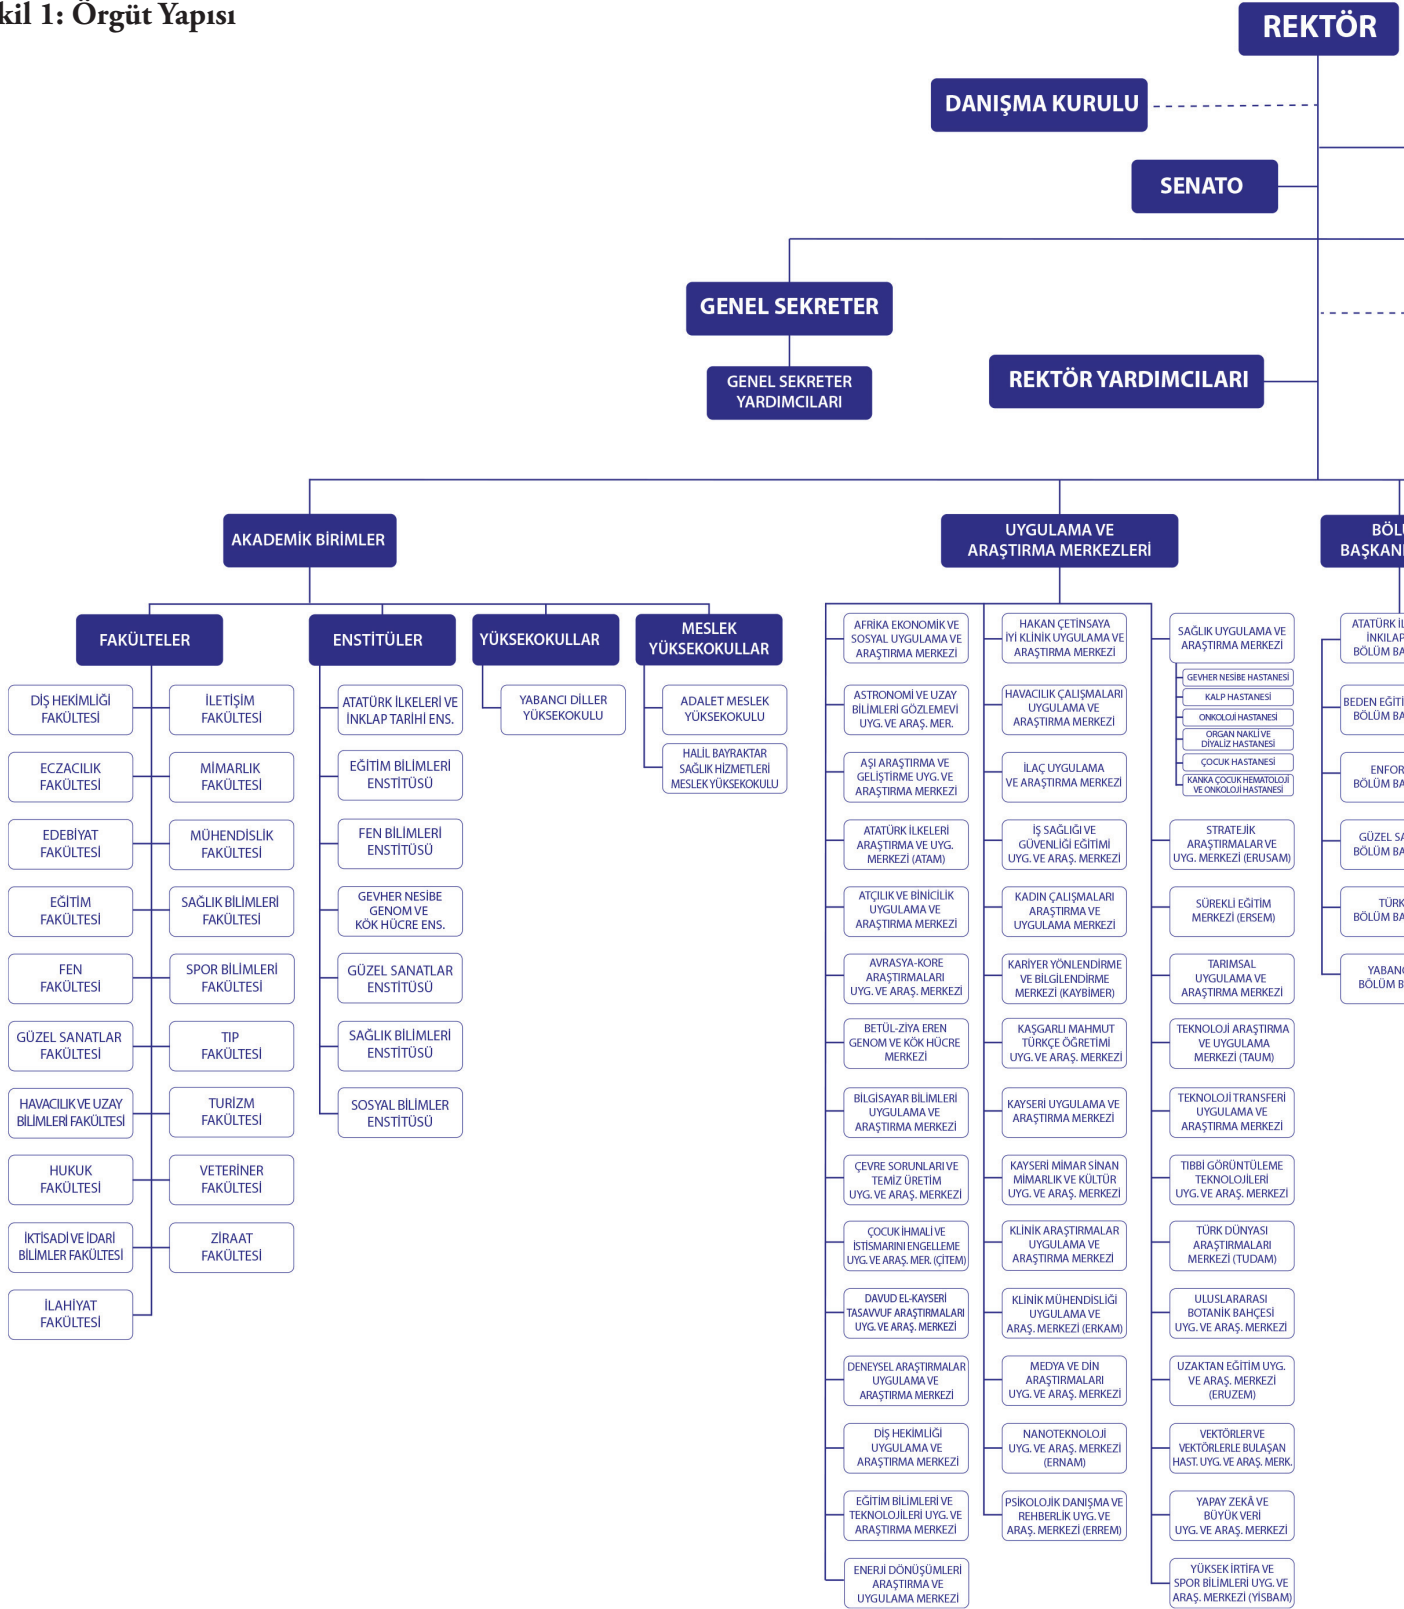 kil 1: Örgüt Yapısı
REKTÖR
DANIŞMA KURULU
SENATO
GENEL SEKRETER
GENEL SEKRETER
YARDIMCILARI
REKTÖR YARDIMCILARI
AKADEMİK BİRİMLER
UYGULAMA VE
ARAŞTIRMA MERKEZLERİ
BÖLÜ
BAŞKANL
FAKÜLTELER
ENSTİTÜLER
YÜKSEKOKULLAR
MESLEK
YÜKSEKOKULLAR
DİŞ HEKİMLİĞİ
FAKÜLTESİ
ECZACILIK
FAKÜLTESİ
EDEBİYAT
FAKÜLTESİ
EĞİTİM
FAKÜLTESİ
FEN
FAKÜLTESİ
GÜZEL SANATLAR
FAKÜLTESİ
HAVACILIK VE UZAY
BİLİMLERİ FAKÜLTESİ
HUKUK
FAKÜLTESİ
İKTİSADİ VE İDARİ
BİLİMLER FAKÜLTESİ
İLAHİYAT
FAKÜLTESİ
İLETİŞİM
FAKÜLTESİ
MİMARLIK
FAKÜLTESİ
MÜHENDİSLİK
FAKÜLTESİ
SAĞLIK BİLİMLERİ
FAKÜLTESİ
SPOR BİLİMLERİ
FAKÜLTESİ
TIP
FAKÜLTESİ
TURİZM
FAKÜLTESİ
VETERİNER
FAKÜLTESİ
ZİRAAT
FAKÜLTESİ
ATATÜRK İLKELERİ VE
İNKLAP TARİHİ ENS.
EĞİTİM BİLİMLERİ
ENSTİTÜSÜ
FEN BİLİMLERİ
ENSTİTÜSÜ
GEVHER NESİBE
GENOM VE
KÖK HÜCRE ENS.
GÜZEL SANATLAR
ENSTİTÜSÜ
SAĞLIK BİLİMLERİ
ENSTİTÜSÜ
SOSYAL BİLİMLER
ENSTİTÜSÜ
YABANCI DİLLER
YÜKSEKOKULU
ADALET MESLEK
YÜKSEKOKULU
HALİL BAYRAKTAR
SAĞLIK HİZMETLERİ
MESLEK YÜKSEKOKULU
AFRİKA EKONOMİK VE
SOSYAL UYGULAMA VE
ARAŞTIRMA MERKEZİ
ASTRONOMİ VE UZAY
BİLİMLERİ GÖZLEMEVİ
UYG. VE ARAŞ. MER.
AŞI ARAŞTIRMA VE
GELİŞTİRME UYG. VE
ARAŞTIRMA MERKEZİ
ATATÜRK İLKELERİ
ARAŞTIRMA VE UYG.
MERKEZİ (ATAM)
ATÇILIK VE BİNİCİLİK
UYGULAMA VE
ARAŞTIRMA MERKEZİ
AVRASYA-KORE
ARAŞTIRMALARI
UYG. VE ARAŞ. MERKEZİ
BETÜL-ZİYA EREN
GENOM VE KÖK HÜCRE
MERKEZİ
BİLGİSAYAR BİLİMLERİ
UYGULAMA VE
ARAŞTIRMA MERKEZİ
ÇEVRE SORUNLARI VE
TEMİZ ÜRETİM
UYG. VE ARAŞ. MERKEZİ
ÇOCUK İHMALİ VE
İSTİSMARINI ENGELLEME
UYG. VE ARAŞ. MER. (ÇİTEM)
DAVUD EL-KAYSERİ
TASAVVUF ARAŞTIRMALARI
UYG. VE ARAŞ. MERKEZİ
DENEYSEL ARAŞTIRMALAR
UYGULAMA VE
ARAŞTIRMA MERKEZİ
DİŞ HEKİMLİĞİ
UYGULAMA VE
ARAŞTIRMA MERKEZİ
EĞİTİM BİLİMLERİ VE
TEKNOLOJİLERİ UYG. VE
ARAŞTIRMA MERKEZİ
ENERJİ DÖNÜŞÜMLERİ
ARAŞTIRMA VE
UYGULAMA MERKEZİ
HAKAN ÇETİNSAYA
İYİ KLİNİK UYGULAMA VE
ARAŞTIRMA MERKEZİ
HAVACILIK ÇALIŞMALARI
UYGULAMA VE
ARAŞTIRMA MERKEZİ
İLAÇ UYGULAMA
VE ARAŞTIRMA MERKEZİ
İŞ SAĞLIĞI VE
GÜVENLİĞİ EĞİTİMİ
UYG. VE ARAŞ. MERKEZİ
KADIN ÇALIŞMALARI
ARAŞTIRMA VE
UYGULAMA MERKEZİ
KARİYER YÖNLENDİRME
VE BİLGİLENDİRME
MERKEZİ (KAYBİMER)
KAŞGARLI MAHMUT
TÜRKÇE ÖĞRETİMİ
UYG. VE ARAŞ. MERKEZİ
KAYSERİ UYGULAMA VE
ARAŞTIRMA MERKEZİ
KAYSERİ MİMAR SİNAN
MİMARLIK VE KÜLTÜR
UYG. VE ARAŞ. MERKEZİ
KLİNİK ARAŞTIRMALAR
UYGULAMA VE
ARAŞTIRMA MERKEZİ
KLİNİK MÜHENDİSLİĞİ
UYGULAMA VE
ARAŞ. MERKEZİ (ERKAM)
MEDYA VE DİN
ARAŞTIRMALARI
UYG. VE ARAŞ. MERKEZİ
NANOTEKNOLOJİ
UYG. VE ARAŞ. MERKEZİ
(ERNAM)
PSİKOLOJİK DANIŞMA VE
REHBERLİK UYG. VE
ARAŞ. MERKEZİ (ERREM)
SAĞLIK UYGULAMA VE
ARAŞTIRMA MERKEZİ
GEVHER NESİBE HASTANESİ
KALP HASTANESİ
ONKOLOJİ HASTANESİ
ORGAN NAKLİ VE
DİYALİZ HASTANESİ
ÇOCUK HASTANESİ
KANKA ÇOCUK HEMATOLOJİ
VE ONKOLOJİ HASTANESİ
STRATEJİK
ARAŞTIRMALAR VE
UYG. MERKEZİ (ERUSAM)
SÜREKLİ EĞİTİM
MERKEZİ (ERSEM)
TARIMSAL
UYGULAMA VE
ARAŞTIRMA MERKEZİ
TEKNOLOJİ ARAŞTIRMA
VE UYGULAMA
MERKEZİ (TAUM)
TEKNOLOJİ TRANSFERİ
UYGULAMA VE
ARAŞTIRMA MERKEZİ
TIBBİ GÖRÜNTÜLEME
TEKNOLOJİLERİ
UYG. VE ARAŞ. MERKEZİ
TÜRK DÜNYASI
ARAŞTIRMALARI
MERKEZİ (TUDAM)
ULUSLARARASI
BOTANİK BAHÇESİ
UYG. VE ARAŞ. MERKEZİ
UZAKTAN EĞİTİM UYG.
VE ARAŞ. MERKEZİ
(ERUZEM)
VEKTÖRLER VE
VEKTÖRLERLE BULAŞAN
HAST. UYG. VE ARAŞ. MERK.
YAPAY ZEKÂ VE
BÜYÜK VERİ
UYG. VE ARAŞ. MERKEZİ
YÜKSEK İRTİFA VE
SPOR BİLİMLERİ UYG. VE
ARAŞ. MERKEZİ (YİSBAM)
ATATÜRK İL
İNKILAP
BÖLÜM BA
BEDEN EĞİTİ
BÖLÜM BA
ENFOR
BÖLÜM BA
GÜZEL SA
BÖLÜM BA
TÜRK
BÖLÜM BA
YABANC
BÖLÜM B